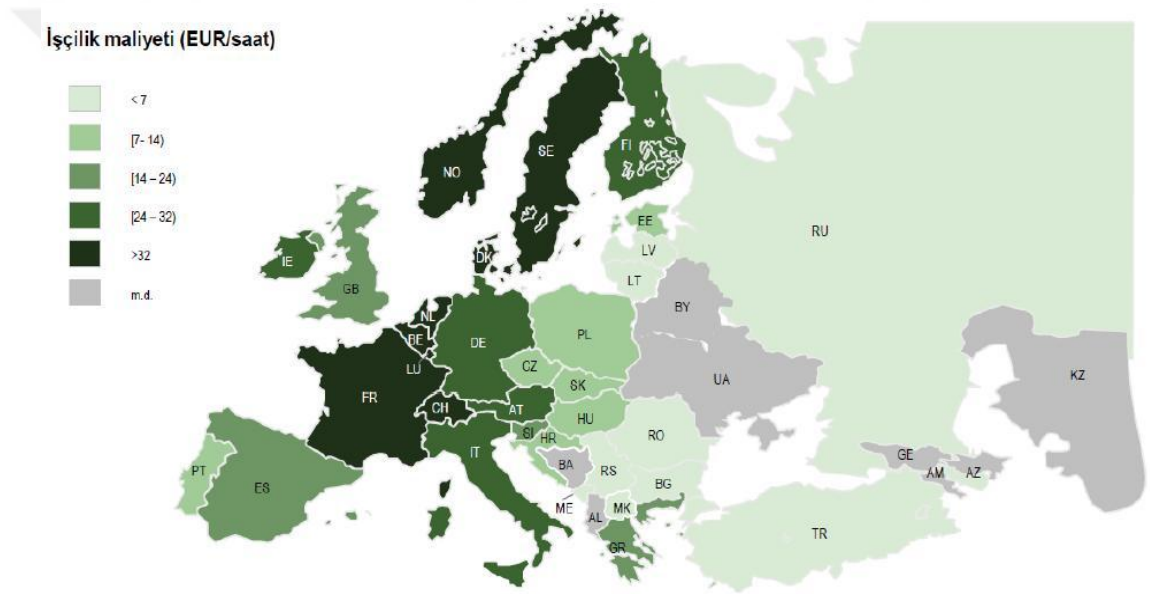 İşçilik maliyeti (EUR/saat)
< 7
[7- 14)
[14 – 24)
[24 – 32)
>32
m.d.
NO
SE
FI
RU
EE
LV
LT
IE
GB
DK
NL
BE
LU
DE
PL
BY
UA
KZ
CZ
SK
FR
CH
AT
HU
SI
HR
RO
IT
BA
RS
BG
GE
AM
AZ
PT
ES
ME
AL
MK
GR
TR